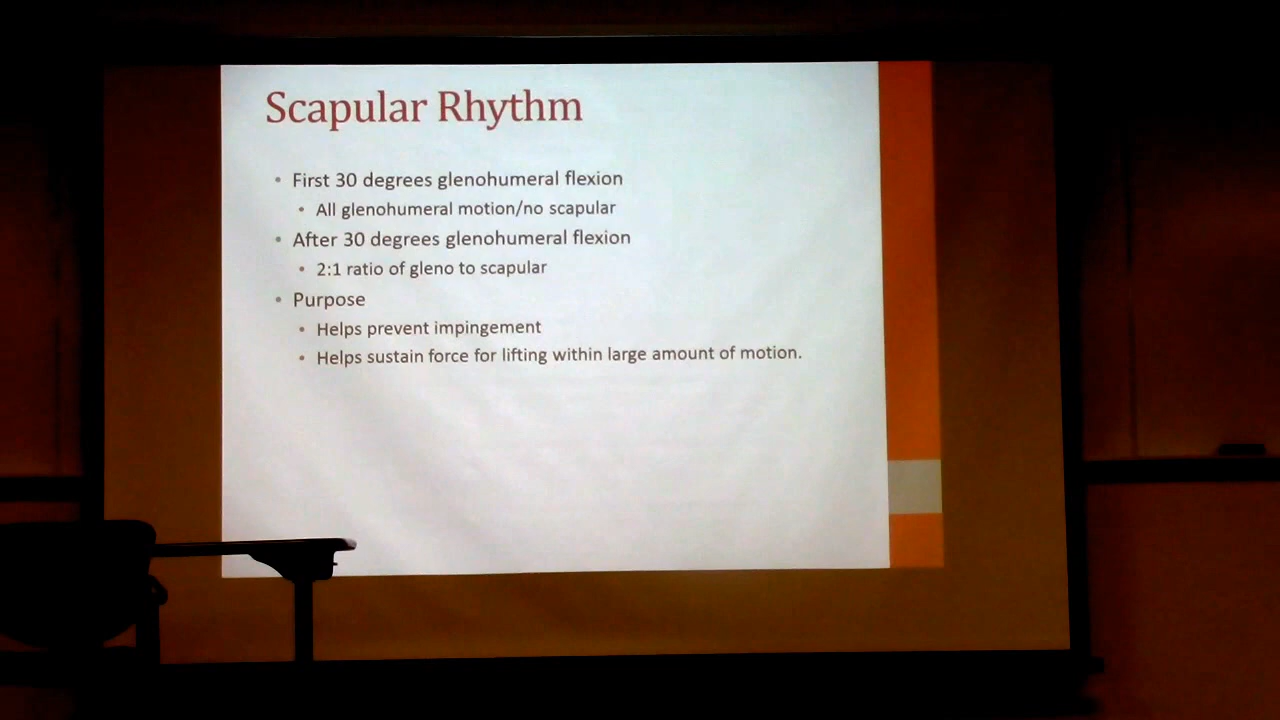 Scapular Rhythm
• First 30 degrees glenohumeral flexion
• All glenohumeral motion/no scapular
• After 30 degrees glenohumeral flexion
• 2:1 ratio of gleno to scapular
• Purpose
• Helps prevent impingement
• Helps sustain force for lifting within large amount of motion.